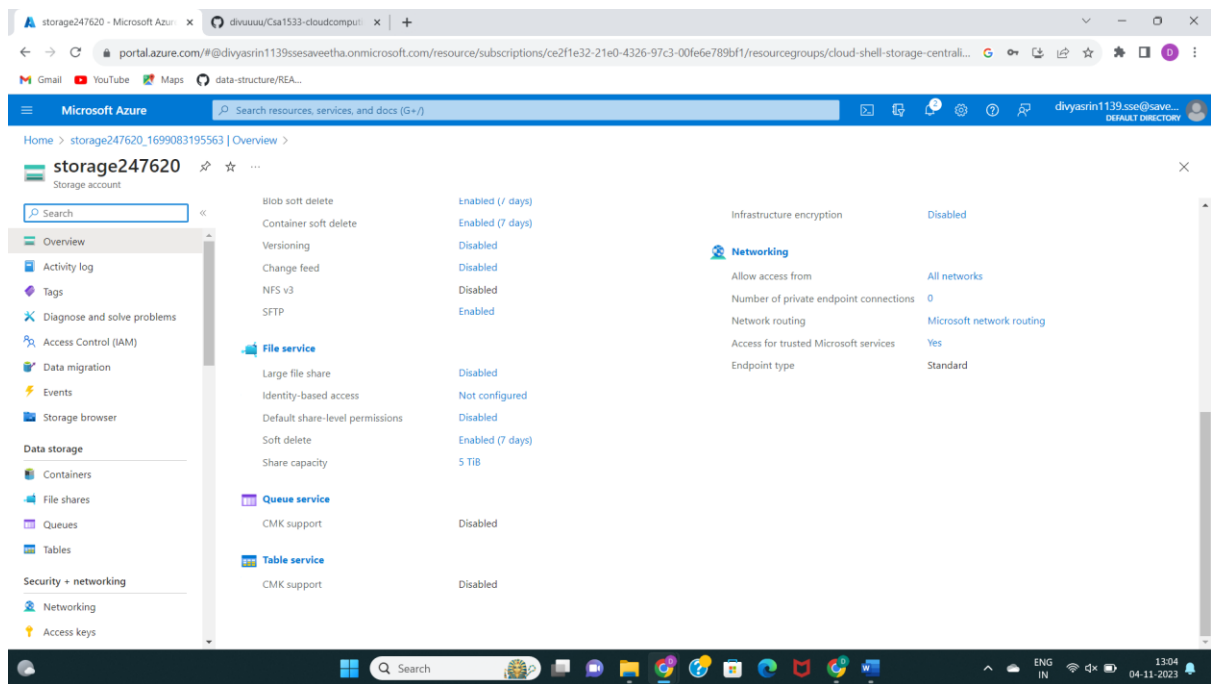 storage247620 - Microsoft Azur
divuuuu/Csa1533-cloudcomputi
portal.azure.com/#@divyasrin1139ssesaveetha.onmicrosoft.com/resource/subscriptions/ce2f1e32-21e0-4326-97c3-00fe6e789bf1/resourcegroups/cloud-shell-storage-centrali...
Gmail YouTube Maps data-structure/REA...
Microsoft Azure
Search resources, services, and docs (G+/)
2
divyasrin1139.sse@save...
DEFAULT DIRECTORY
Home > storage247620_1699083195563 | Overview >
storage247620
Storage account
Search
Overview
Activity log
Tags
Diagnose and solve problems
Access Control (IAM)
Data migration
Events
Storage browser
Data storage
Containers
File shares
Queues
Tables
Security + networking
Networking
Access keys
Blob soft delete Enabled (7 days)
Container soft delete Enabled (7 days)
Versioning Disabled
Change feed Disabled
NFS v3 Disabled
SFTP Enabled
File service
Large file share Disabled
Identity-based access Not configured
Default share-level permissions Disabled
Soft delete Enabled (7 days)
Share capacity 5 TiB
Queue service
CMK support Disabled
Table service
CMK support Disabled
Infrastructure encryption Disabled
Networking
Allow access from All networks
Number of private endpoint connections 0
Network routing Microsoft network routing
Access for trusted Microsoft services Yes
Endpoint type Standard
Search
ENG
IN
13:04
04-11-2023